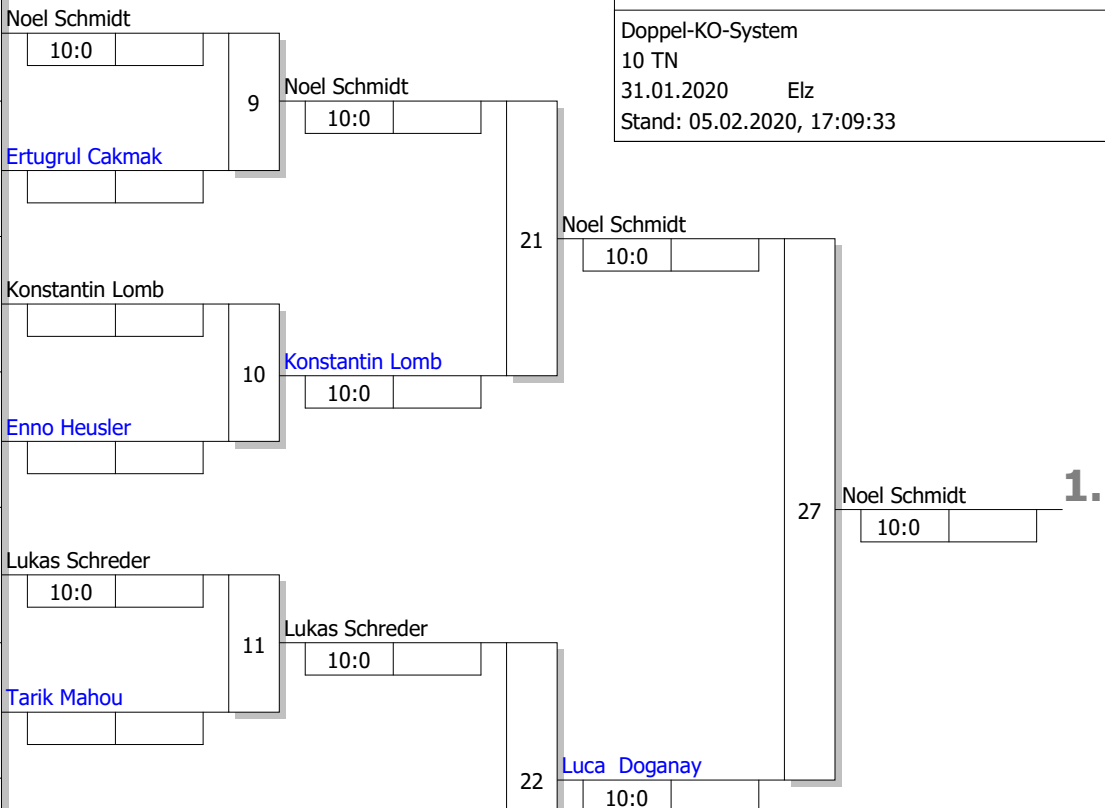 Noel Schmidt
10:0
9
Ertugrul Cakmak
Noel Schmidt
10:0
Doppel-KO-System
10 TN
31.01.2020 Elz
Stand: 05.02.2020, 17:09:33
21
Noel Schmidt
10:0
Konstantin Lomb
10
Konstantin Lomb
10:0
Enno Heusler
27
Noel Schmidt
1.
10:0
Lukas Schreder
10:0
11
Lukas Schreder
10:0
Tarik Mahou
22
Luca Doganay
10:0